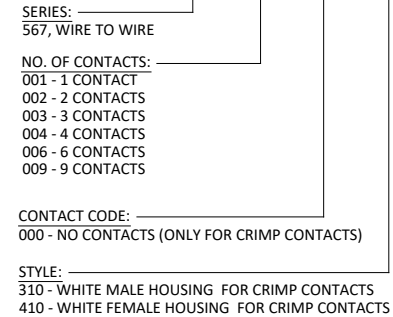 SERIES:
567, WIRE TO WIRE
NO. OF CONTACTS:
001 - 1 CONTACT
002 - 2 CONTACTS
003 - 3 CONTACTS
004 - 4 CONTACTS
006 - 6 CONTACTS
009 - 9 CONTACTS
CONTACT CODE:
000 - NO CONTACTS (ONLY FOR CRIMP CONTACTS)
STYLE:
310 - WHITE MALE HOUSING FOR CRIMP CONTACTS
410 - WHITE FEMALE HOUSING FOR CRIMP CONTACTS